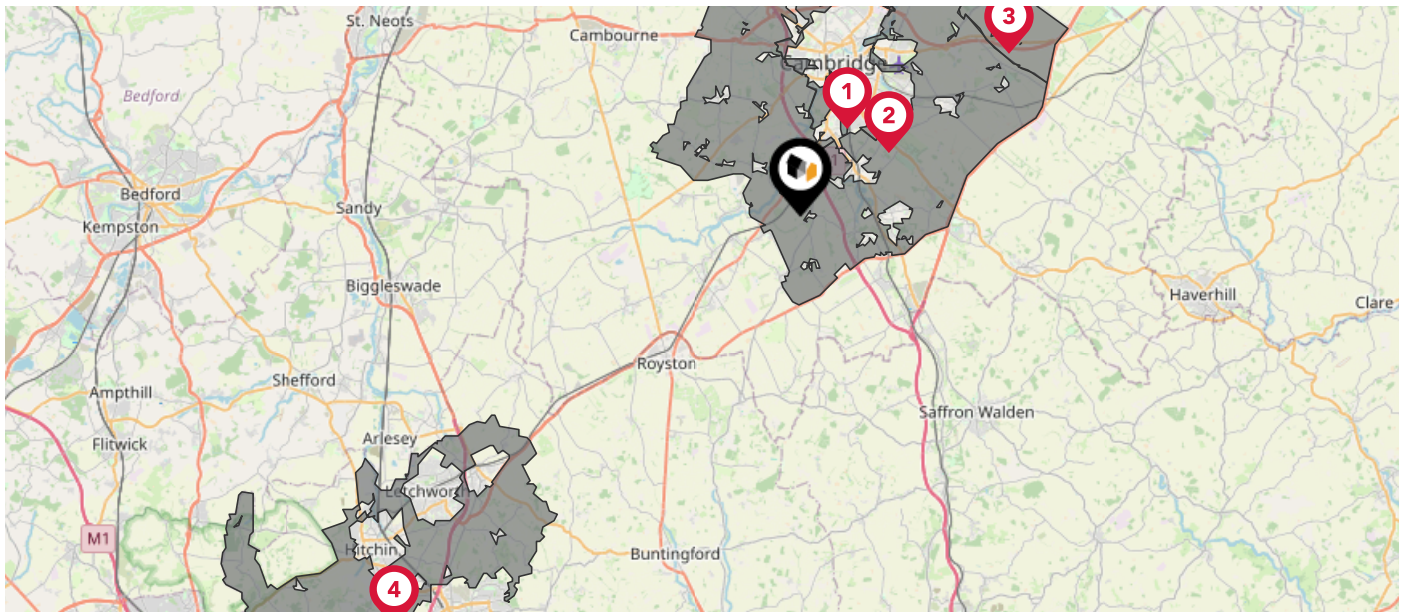 St. Neots
Cambourne
3
Cambridge
Bedford
1
2
Bedford
Sandy
Kempston
Biggleswade
Haverhill
Clare
Royston
Shefford
Ampthill
Saffron Walden
Arlesey
Flitwick
Letchworth
M1
Hitchin
Buntingford
4